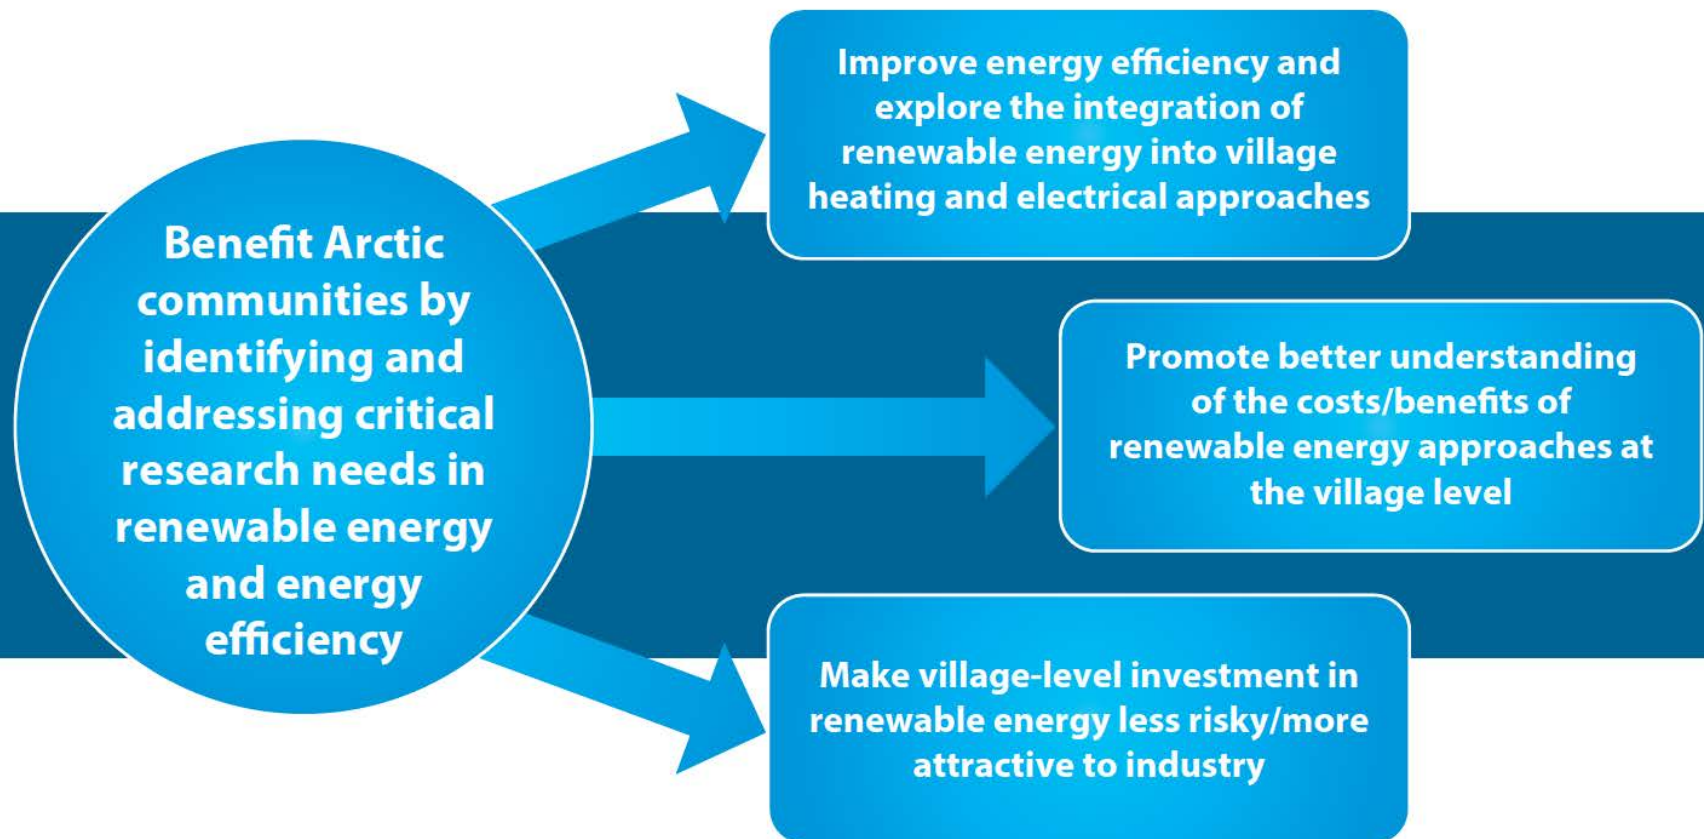 Benefit Arctic
communities by
identifying and
addressing critical
research needs in
renewable energy
and energy
efficiency
Improve energy efficiency and
explore the integration of
renewable energy into village
heating and electrical approaches
Promote better understanding
of the costs/benefits of
renewable energy approaches at
the village level
Make village-level investment in
renewable energy less risky/more
attractive to industry